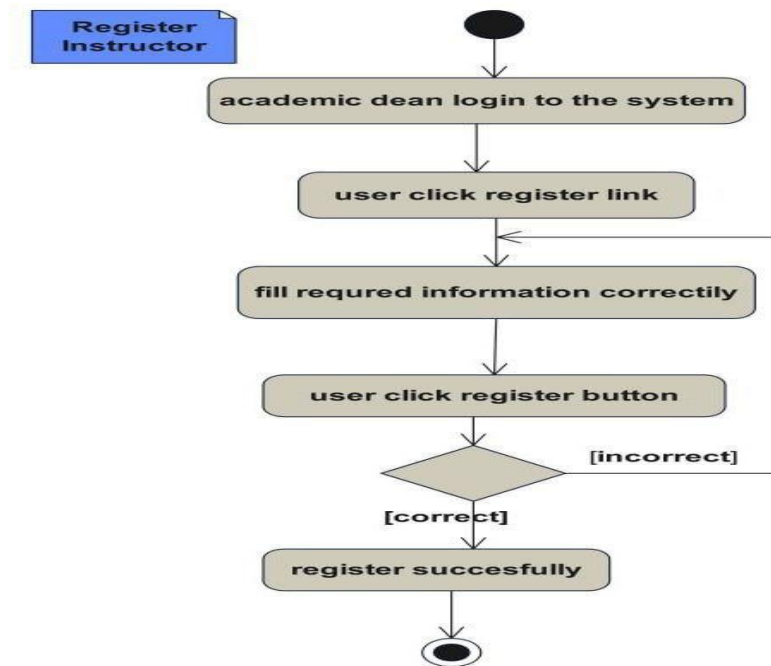 Register
Instructor
academic dean login to the system
user click register link
fill requred information correctily
user click register button
[incorrect]
[correct]
register succesfully